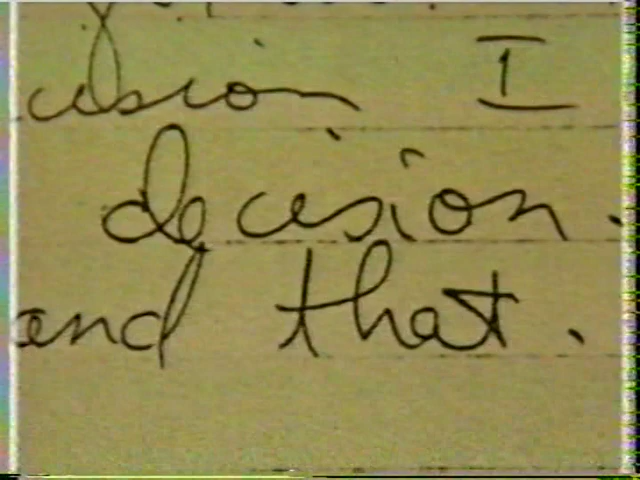 cision I
decision.
and that.